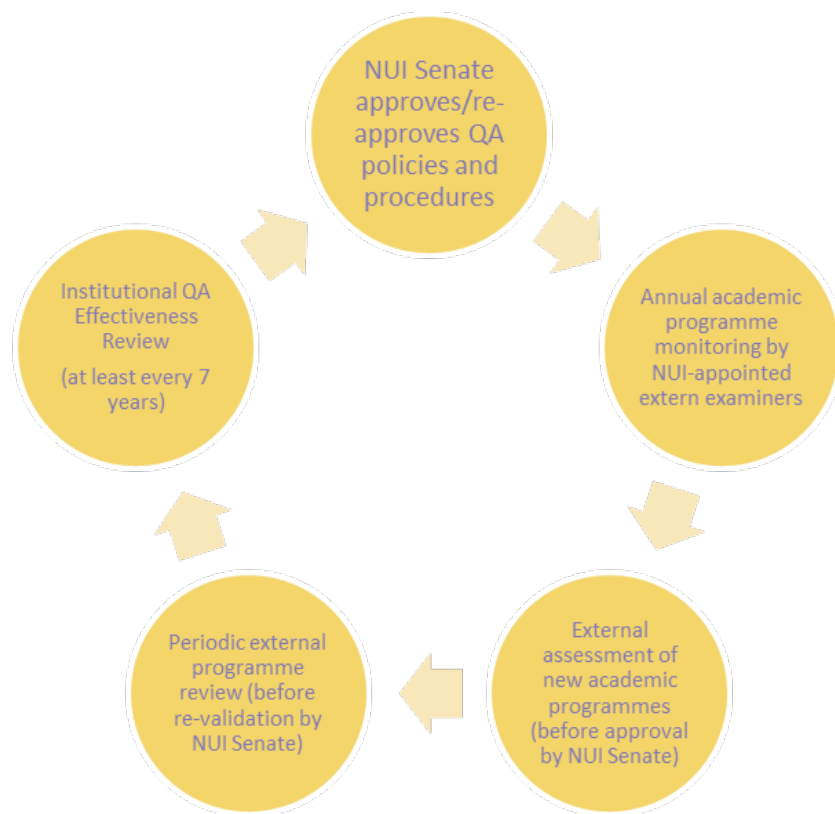 NUI Senate
approves/re-
approves QA
policies and
procedures
Annual academic
programme
monitoring by
NUI-appointed
extern examiners
External
assessment of
new academic
programmes
(before approval
by NUI Senate)
Periodic external
programme
review (before
re-validation by
NUI Senate)
Institutional QA
Effectiveness
Review
(at least every 7
years)